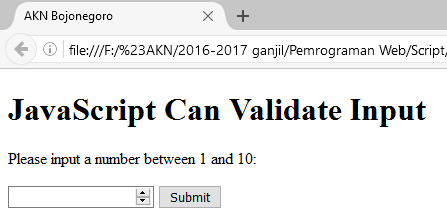 AKN Bojonegoro
file:///F:/%23AKN/2016-2017 ganjil/Pemrograman Web/Script/
JavaScript Can Validate Input
Please input a number between 1 and 10:
Submit